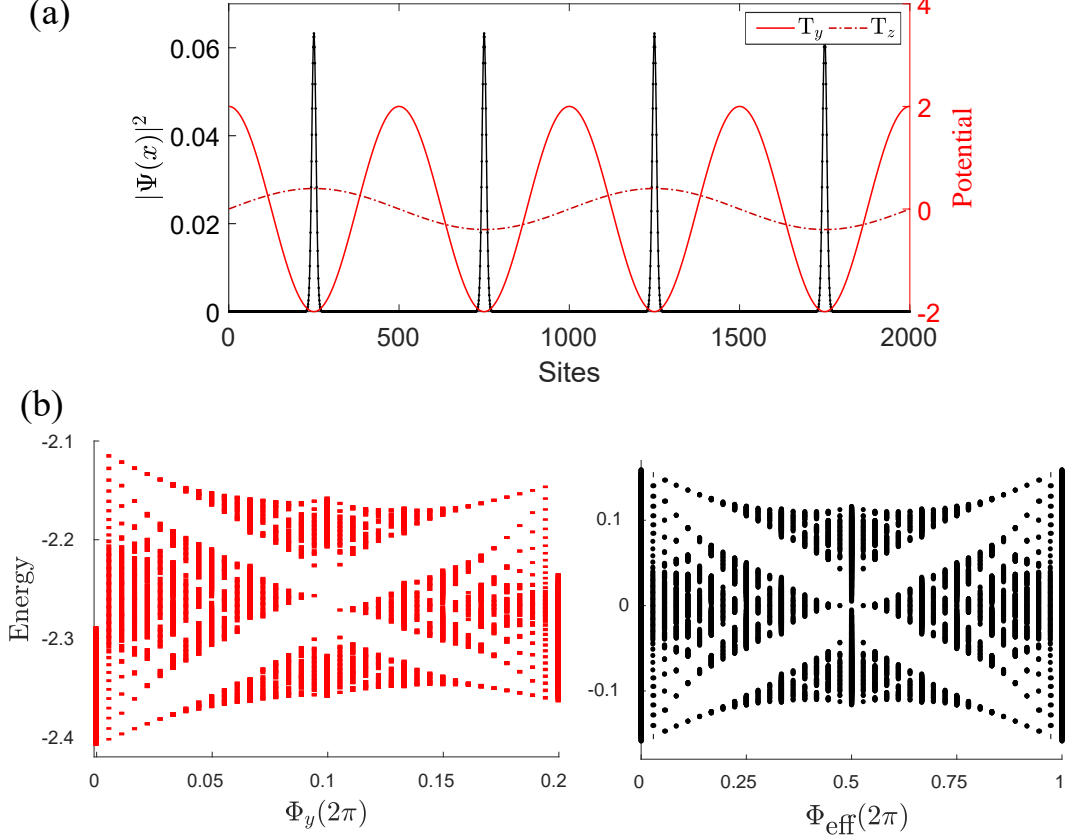 (a)
|Ψ(x)|²
0.06
0.04
0.02
0
T_y T_z
4
2
0
-2
Potential
0 500 1000 1500 2000
Sites
(b)
Energy
-2.1
-2.2
-2.3
-2.4
0 0.05 0.1 0.15 0.2
Φ_y(2π)
0.1
0
-0.1
0 0.25 0.5 0.75 1
Φ_eff(2π)